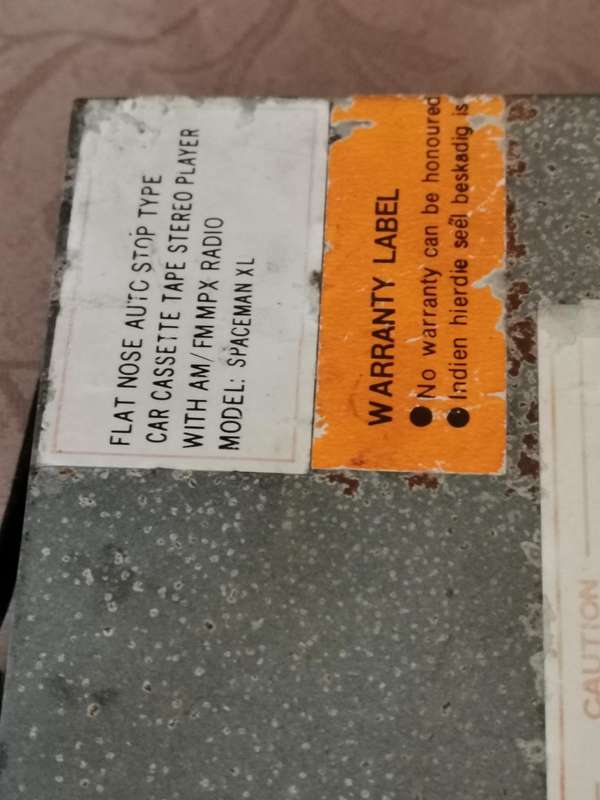 FLAT NOSE AUTO STOP TYPE
CAR CASSETTE TAPE STEREO PLAYER
WITH AM/FM MPX RADIO
MODEL: SPACEMAN XL
WARRANTY LABEL
● No warranty can be honoured
● Indien hierdie seël beskadig is
CAUTION